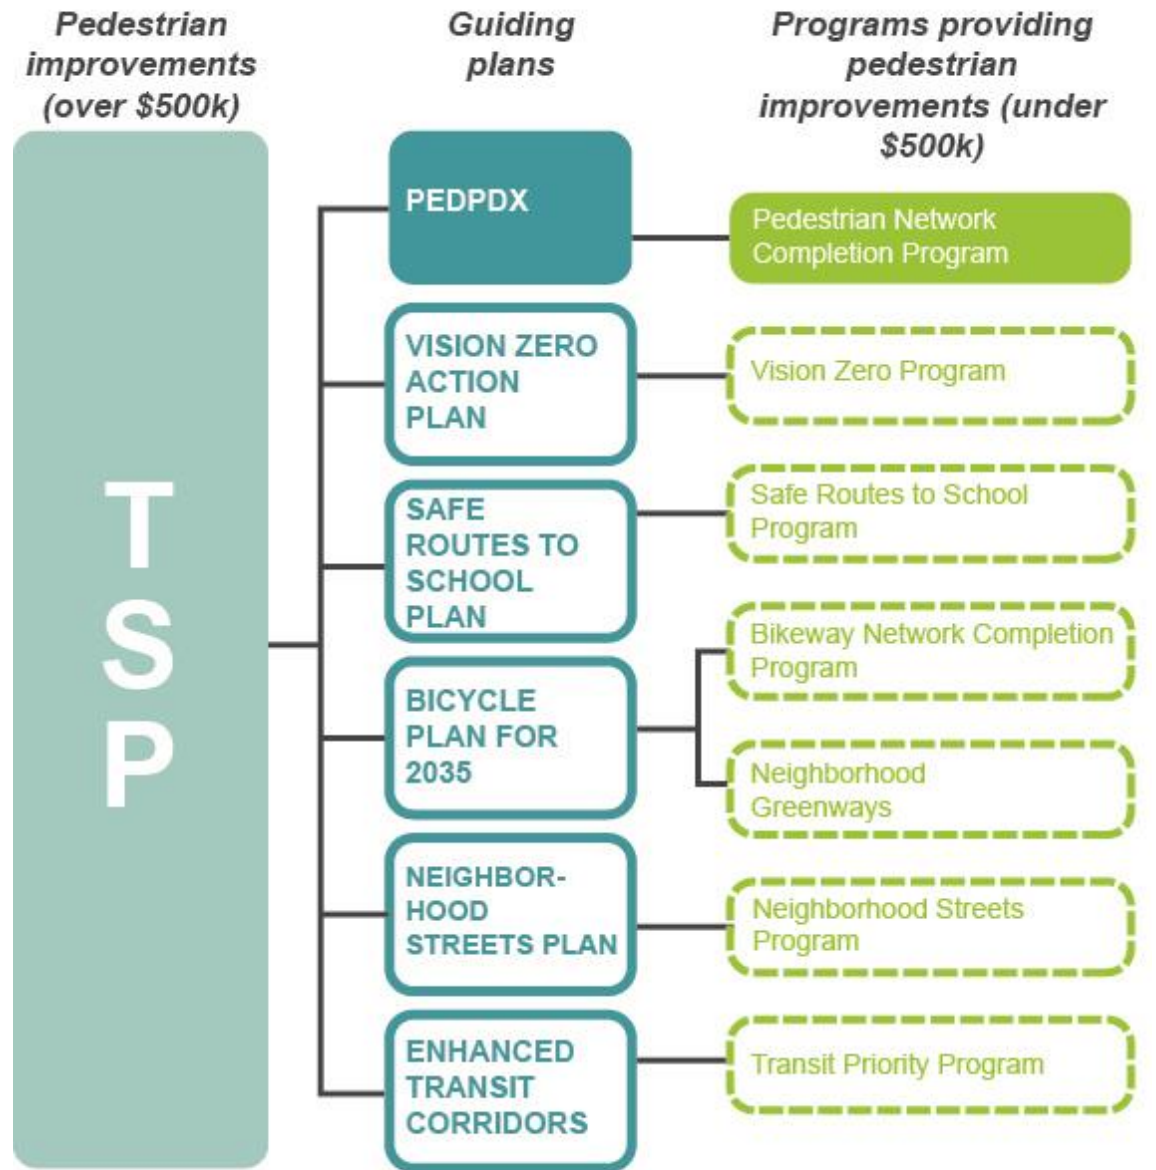 Pedestrian
improvements
(over $500k)
Guiding
plans
Programs providing
pedestrian
improvements (under
$500k)
T
S
P
PEDPDX
Pedestrian Network
Completion Program
VISION ZERO
ACTION
PLAN
Vision Zero Program
SAFE
ROUTES TO
SCHOOL
PLAN
Safe Routes to School
Program
BICYCLE
PLAN FOR
2035
Bikeway Network Completion
Program
Neighborhood
Greenways
NEIGHBOR-
HOOD
STREETS PLAN
Neighborhood Streets
Program
ENHANCED
TRANSIT
CORRIDORS
Transit Priority Program